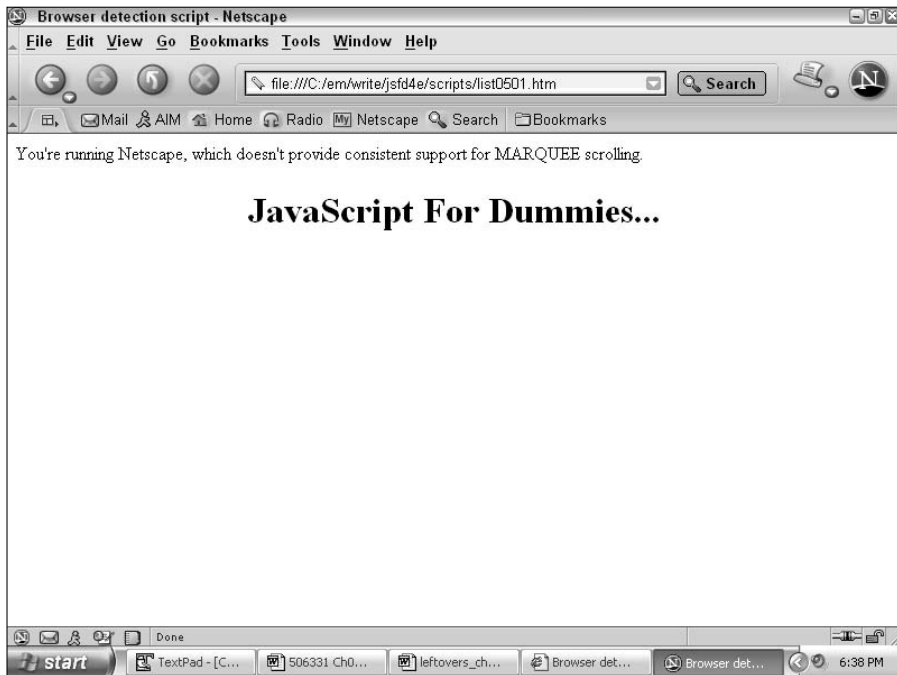 Browser detection script - Netscape
File Edit View Go Bookmarks Tools Window Help
file:///C:/em/write/jsfd4e/scripts/list0501.htm Search N
Mail AIM Home Radio My Netscape Search Bookmarks
You're running Netscape, which doesn't provide consistent support for MARQUEE scrolling.
JavaScript For Dummies...
Done
start TextPad - [C... 506331 Ch0... leftovers_ch... Browser det... Browser det... 6:38 PM